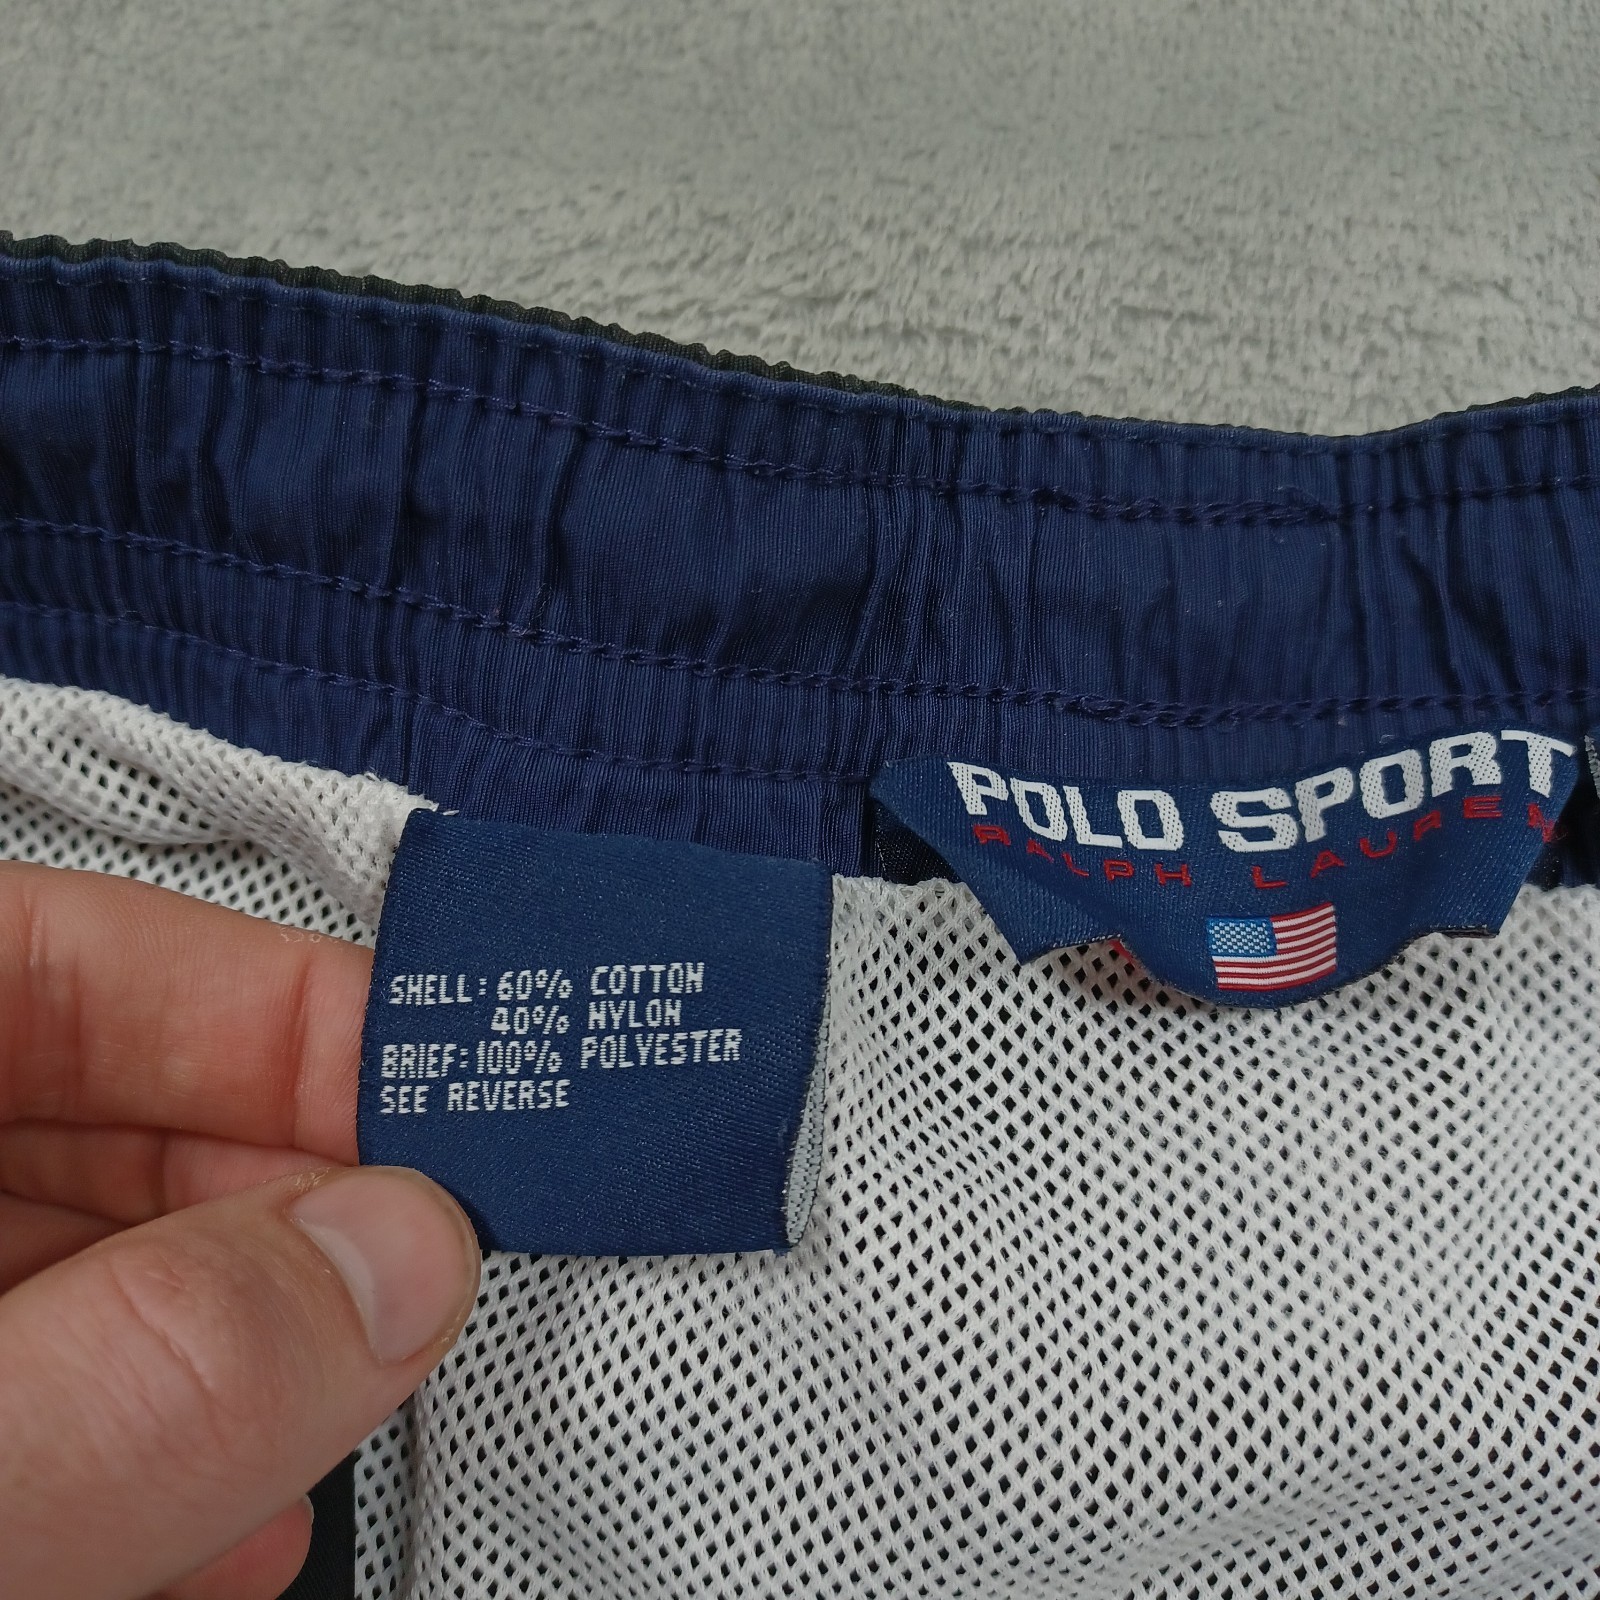 POLO SPORT
RALPH LAUREN
SHELL: 60% COTTON
40% NYLON
BRIEF: 100% POLYESTER
SEE REVERSE